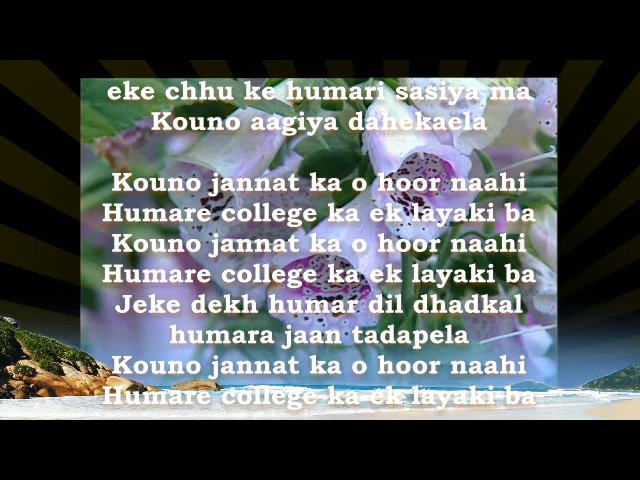 eke chhu ke humari sasiya ma
Kouno aagiya dahekaela
Kouno jannat ka o hoor naahi
Humare college ka ek layaki ba
Kouno jannat ka o hoor naahi
Humare college ka ek layaki ba
Jeke dekh humar dil dhadkal
humara jaan tadapela
Kouno jannat ka o hoor naahi
Humare college ka ek layaki ba